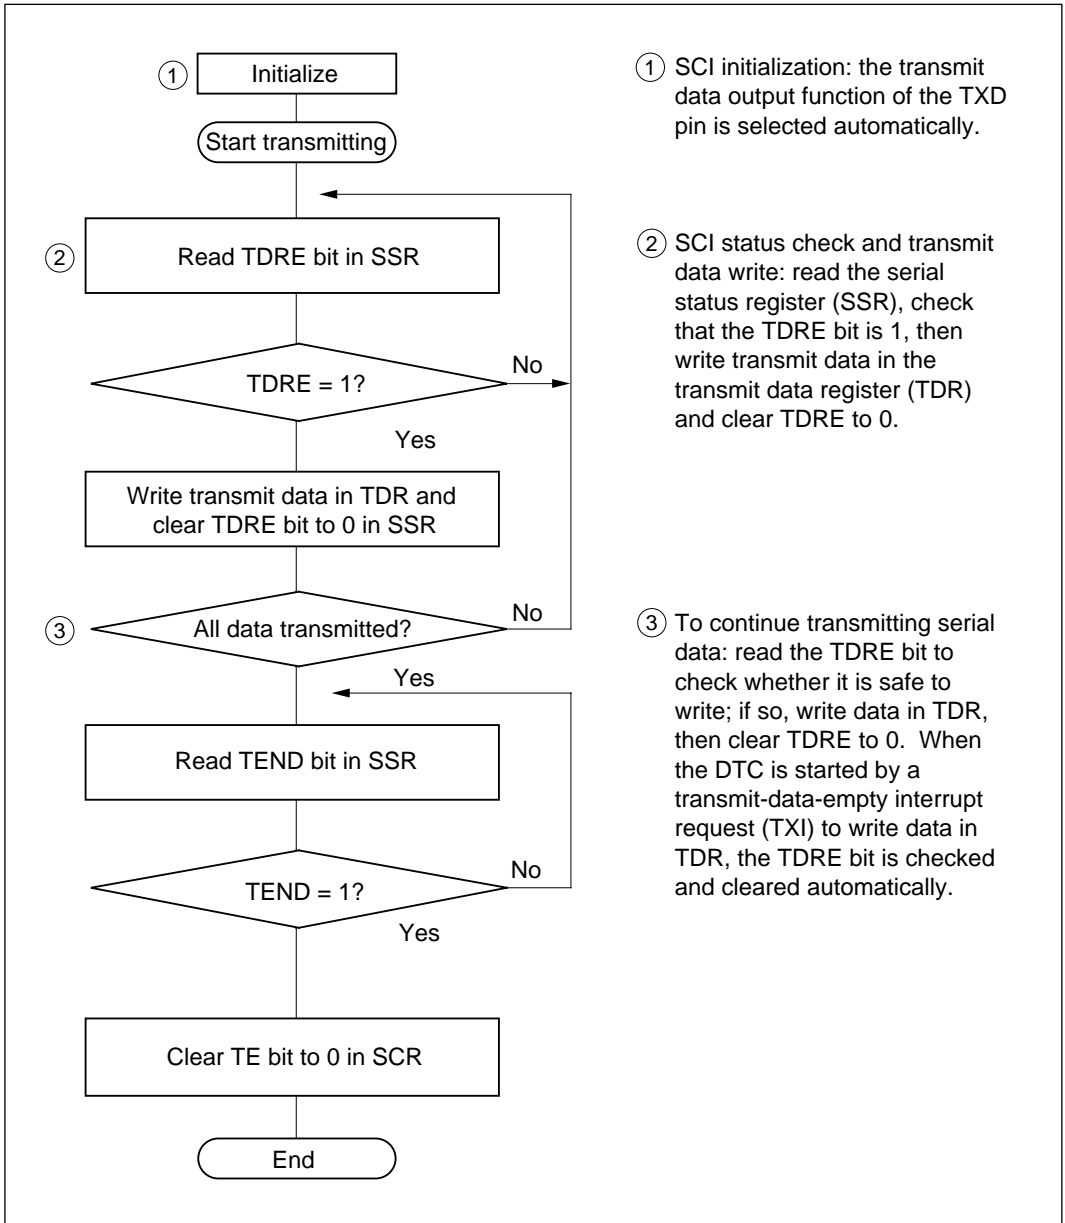 1 Initialize
Start transmitting
2 Read TDRE bit in SSR
TDRE = 1?
No
Yes
Write transmit data in TDR and
clear TDRE bit to 0 in SSR
3 All data transmitted?
No
Yes
Read TEND bit in SSR
TEND = 1?
No
Yes
Clear TE bit to 0 in SCR
End
1 SCI initialization: the transmit
data output function of the TXD
pin is selected automatically.
2 SCI status check and transmit
data write: read the serial
status register (SSR), check
that the TDRE bit is 1, then
write transmit data in the
transmit data register (TDR)
and clear TDRE to 0.
3 To continue transmitting serial
data: read the TDRE bit to
check whether it is safe to
write; if so, write data in TDR,
then clear TDRE to 0.  When
the DTC is started by a
transmit-data-empty interrupt
request (TXI) to write data in
TDR, the TDRE bit is checked
and cleared automatically.